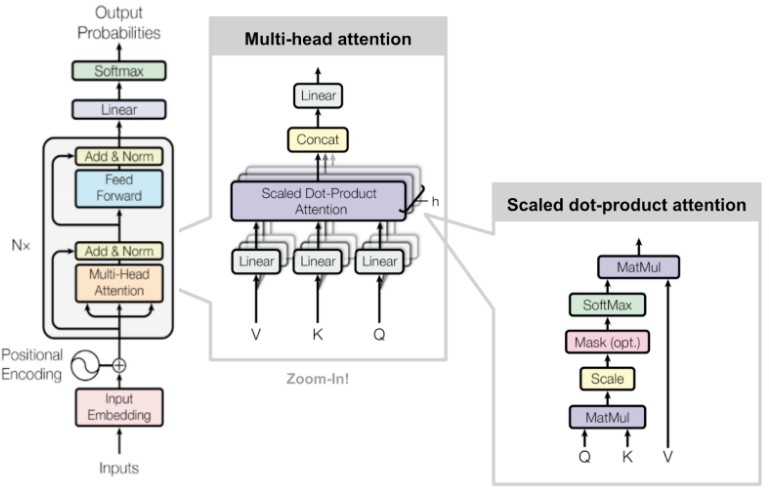 Output
Probabilities
Softmax
Linear
Add & Norm
Feed
Forward
Nx
Add & Norm
Multi-Head
Attention
Positional
Encoding
Input
Embedding
Inputs
Multi-head attention
Linear
Concat
Scaled Dot-Product
Attention
h
Linear
Linear
Linear
V
K
Q
Zoom-In!
Scaled dot-product attention
MatMul
SoftMax
Mask (opt.)
Scale
MatMul
Q
K
V